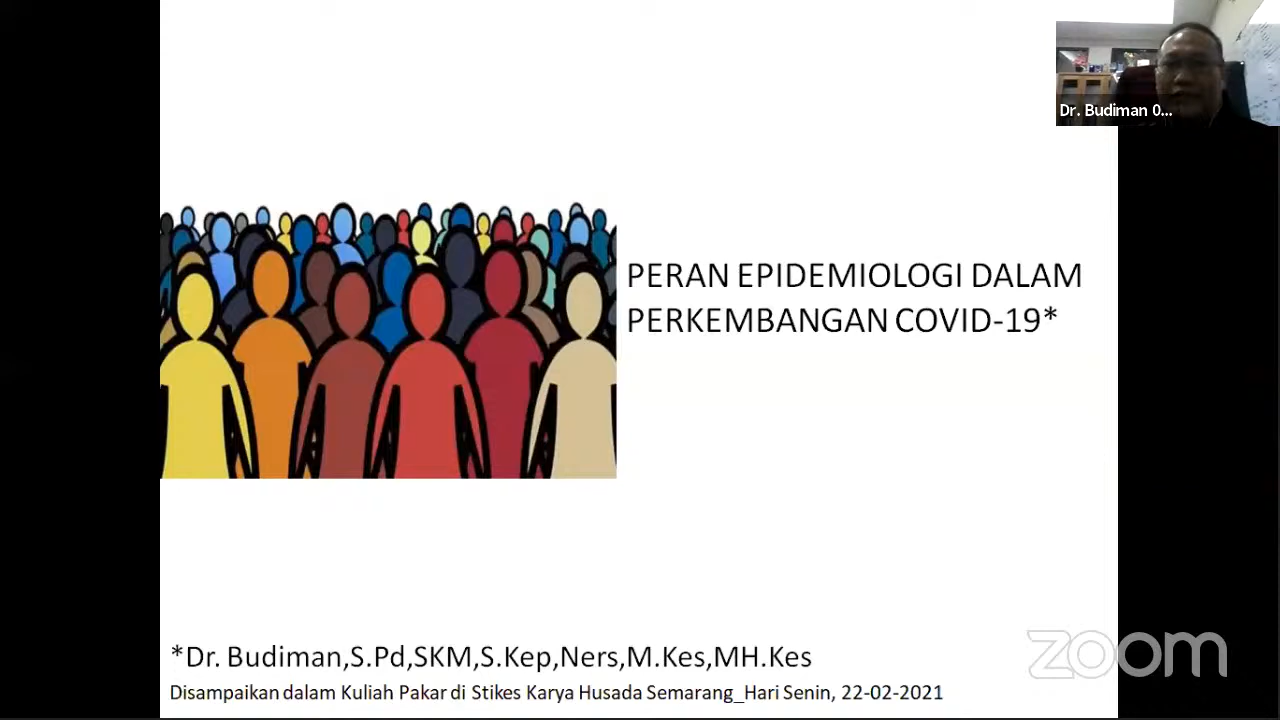 Dr. Budiman 0...
PERAN EPIDEMIOLOGI DALAM
PERKEMBANGAN COVID-19*
*Dr. Budiman,S.Pd,SKM,S.Kep,Ners,M.Kes,MH.Kes
Disampaikan dalam Kuliah Pakar di Stikes Karya Husada Semarang_Hari Senin, 22-02-2021
zoom